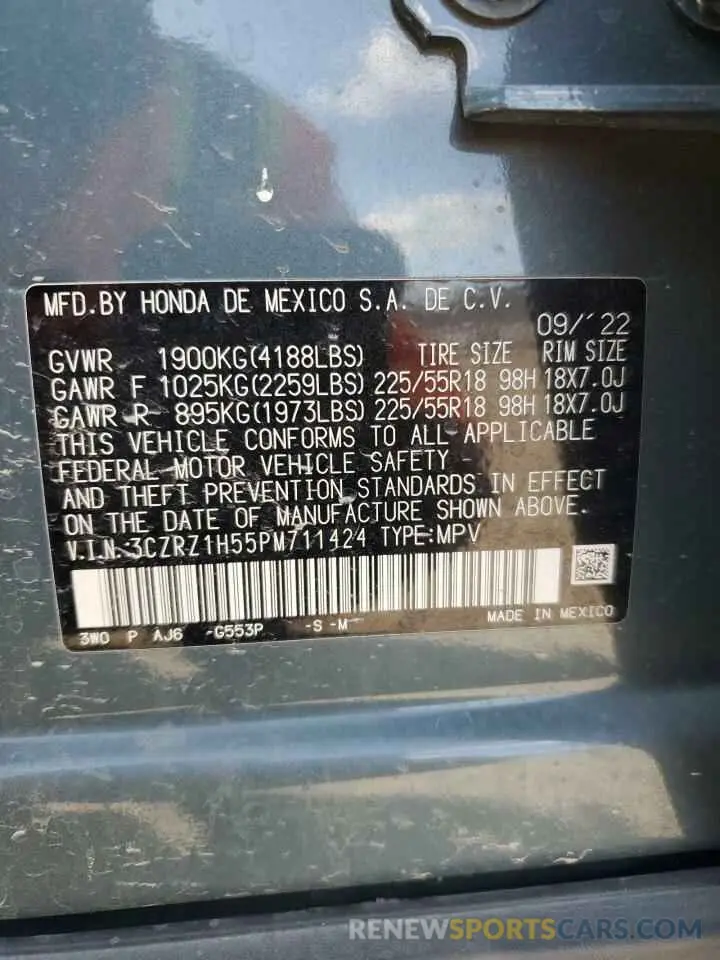 MFD.BY HONDA DE MEXICO S.A. DE C.V.
09/´22
GVWR 1900KG(4188LBS) TIRE SIZE RIM SIZE
GAWR F 1025KG(2259LBS) 225/55R18 98H 18X7.0J
GAWR R 895KG(1973LBS) 225/55R18 98H 18X7.0J
THIS VEHICLE CONFORMS TO ALL APPLICABLE
FEDERAL MOTOR VEHICLE SAFETY
AND THEFT PREVENTION STANDARDS IN EFFECT
ON THE DATE OF MANUFACTURE SHOWN ABOVE.
V.I.N:3CZRZ1H55PM711424 TYPE:MPV
MADE IN MEXICO
3WO P AJ6 -G553P -S -M
RENEWSPORTSCARS.COM